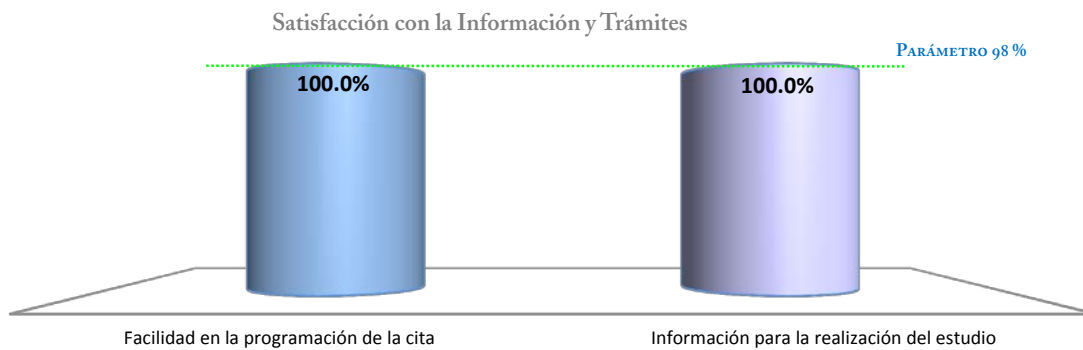 Satisfacción con la Información y Trámites
PARÁMETRO 98 %
100.0%
100.0%
Facilidad en la programación de la cita
Información para la realización del estudio